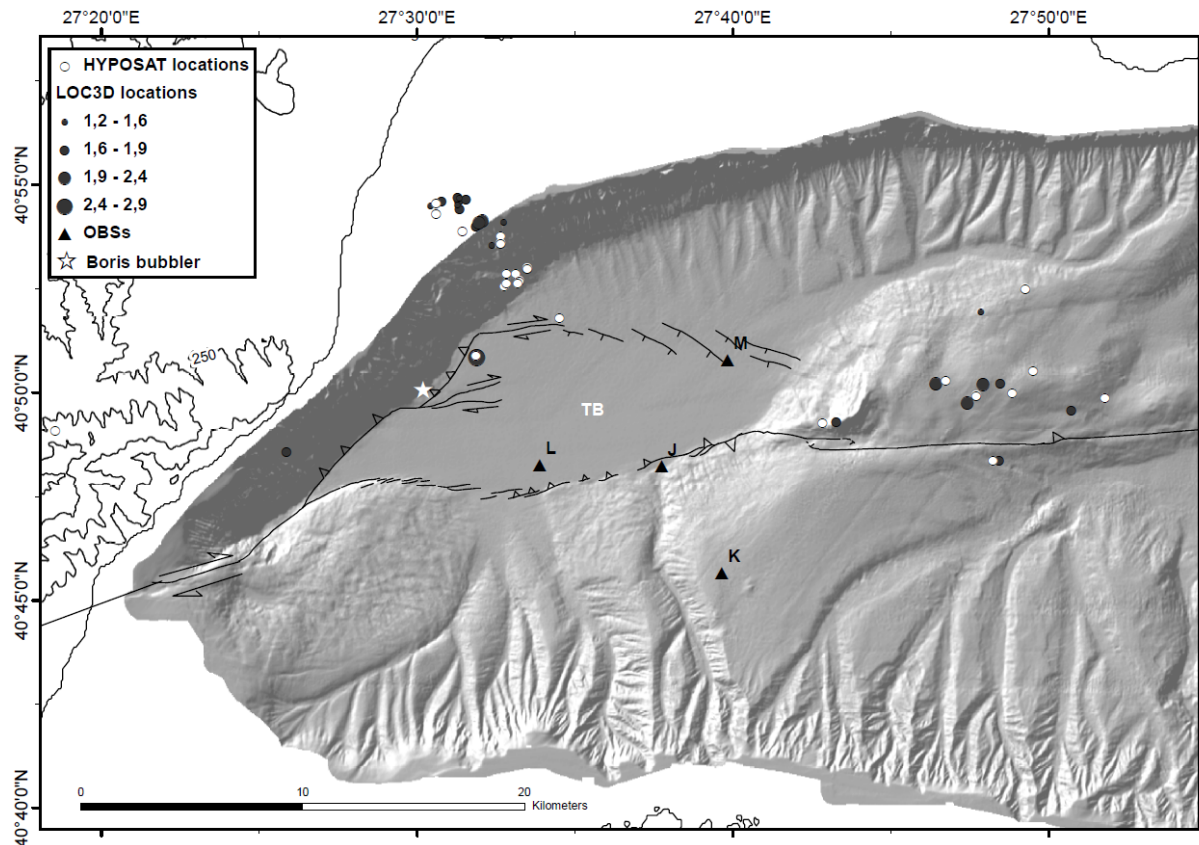 27°20'0"E 27°30'0"E 27°40'0"E 27°50'0"E
HYPOSAT locations
LOC3D locations
1,2 - 1,6
1,6 - 1,9
1,9 - 2,4
2,4 - 2,9
OBSs
Boris bubbler
40°55'0"N
40°50'0"N
40°45'0"N
40°40'0"N
250
M
TB
L
J
K
0 10 20
Kilometers